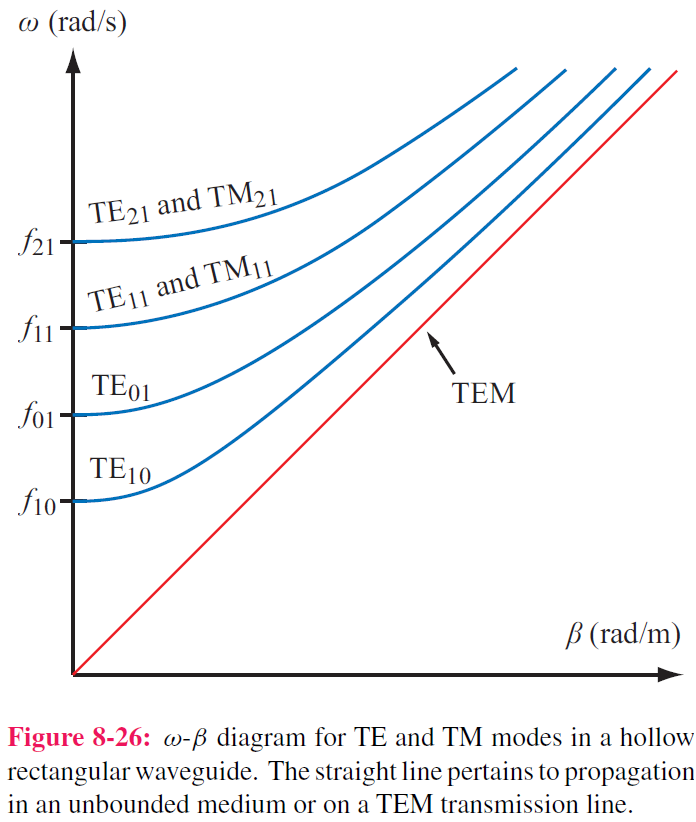 ω (rad/s)
TE21 and TM21
f21
TE11 and TM11
f11
TE01
f01
TEM
TE10
f10
β (rad/m)
Figure 8-26: ω-β diagram for TE and TM modes in a hollow
rectangular waveguide. The straight line pertains to propagation
in an unbounded medium or on a TEM transmission line.